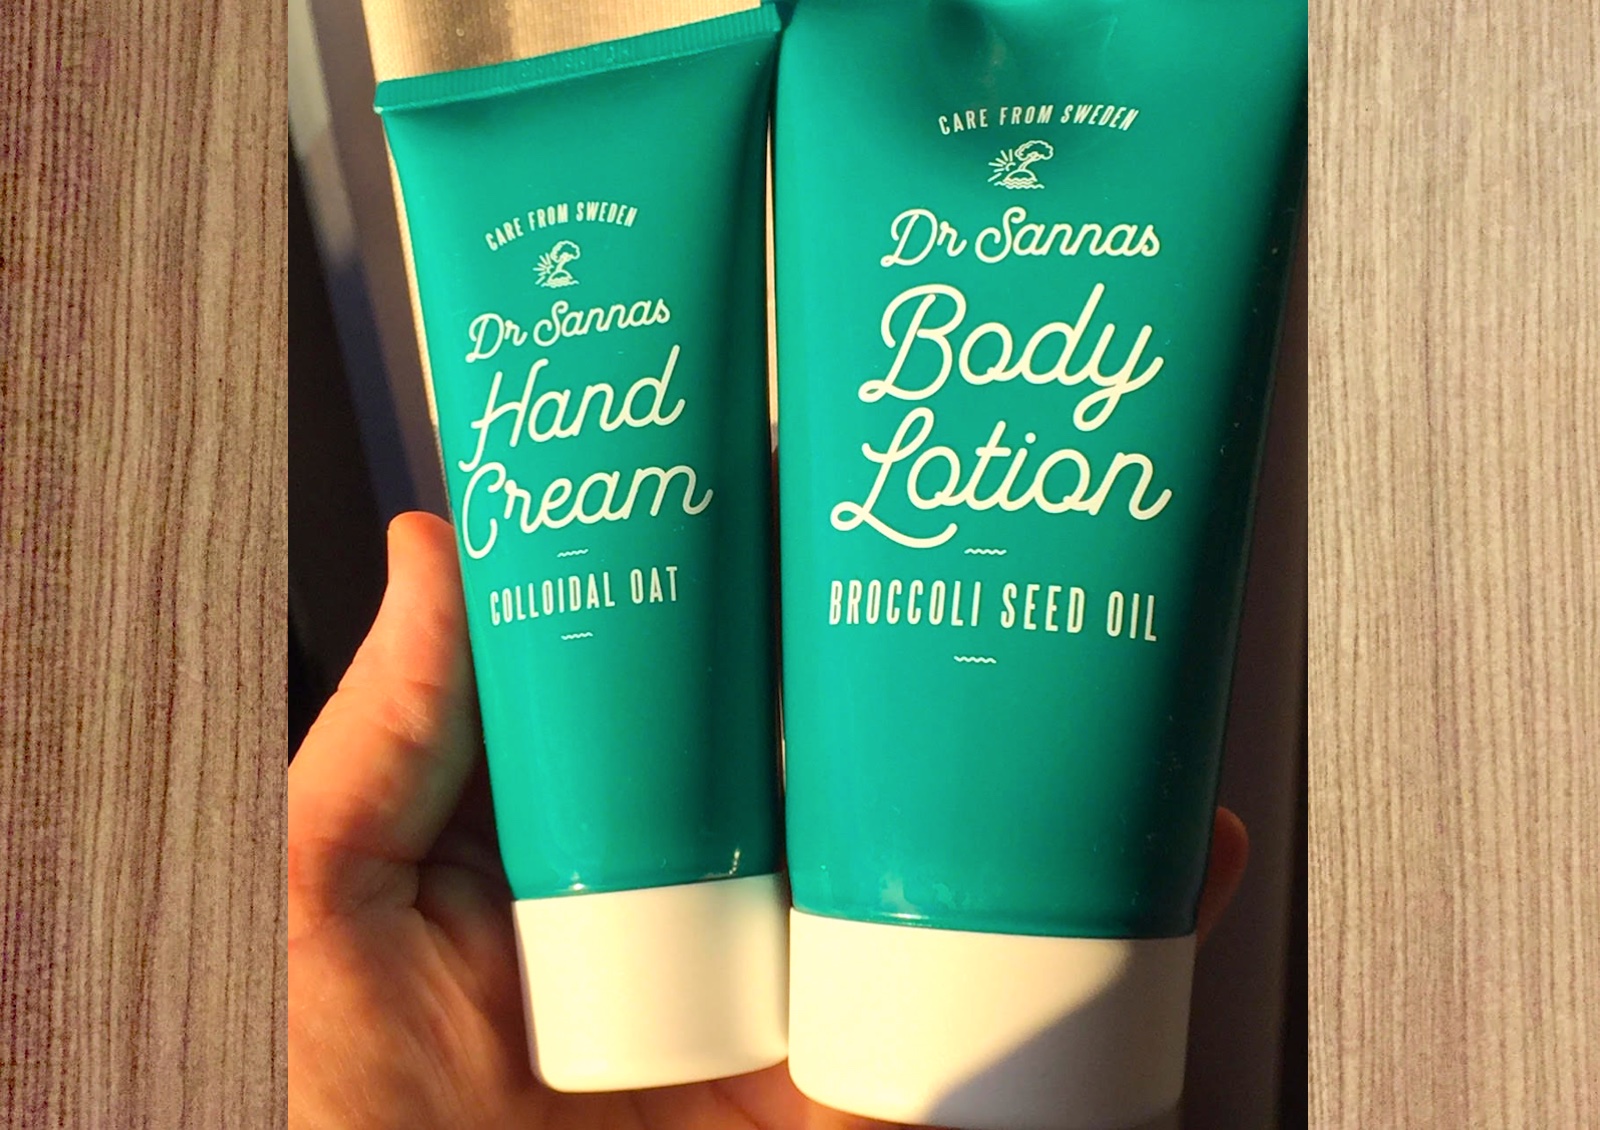 CARE FROM SWEDEN
Dr Sannas
Hand
Cream
COLLOIDAL OAT
CARE FROM SWEDEN
Dr Sannas
Body
Lotion
BROCCOLI SEED OIL